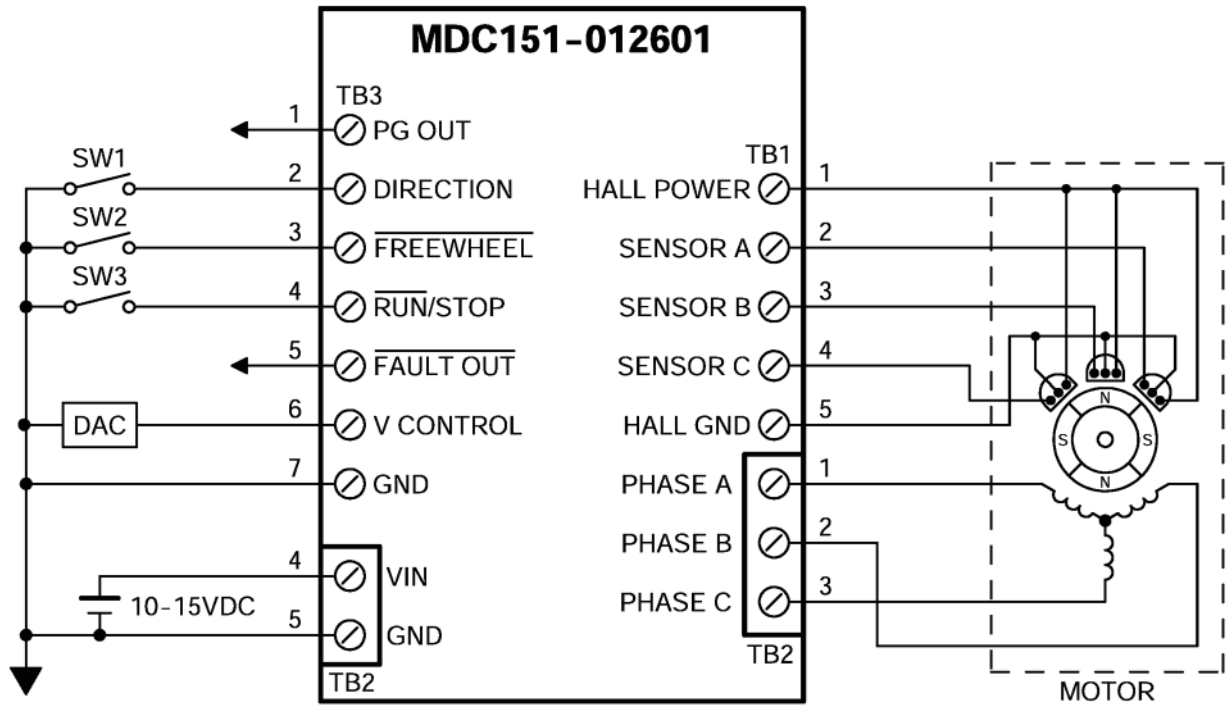 MDC151-012601
TB3
1 PG OUT
SW1
2 DIRECTION
SW2
3 FREEWHEEL
SW3
4 RUN/STOP
5 FAULT OUT
DAC
6 V CONTROL
7 GND
4 VIN
10-15VDC
5 GND
TB2
TB1
HALL POWER 1
SENSOR A 2
SENSOR B 3
SENSOR C 4
HALL GND 5
PHASE A 1
PHASE B 2
PHASE C 3
TB2
N
S S
N
MOTOR